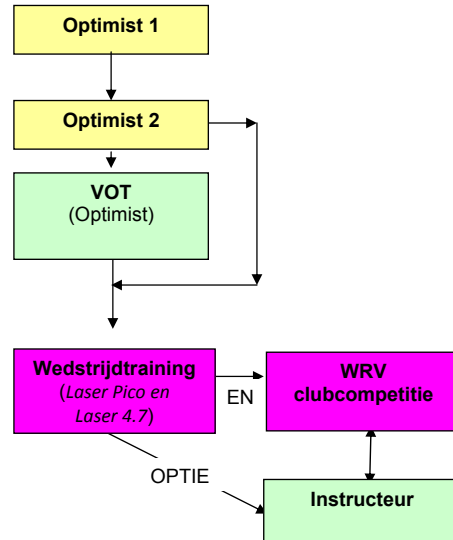 Optimist 1
Optimist 2
VOT
(Optimist)
Wedstrijdtraining
(Laser Pico en
Laser 4.7)
EN
WRV
clubcompetitie
OPTIE
Instructeur